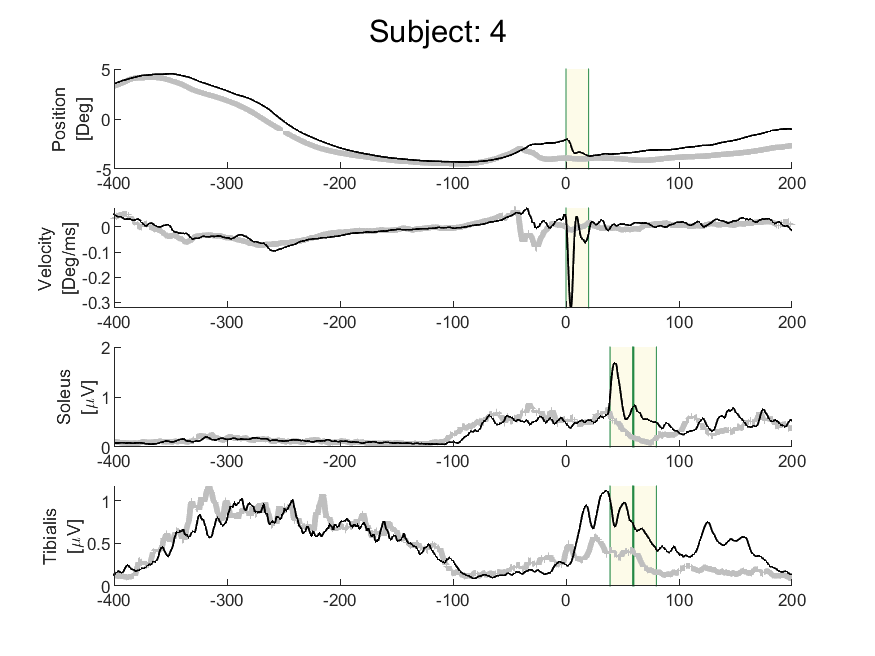 Subject: 4
Position
[Deg]
5
0
-5
-400 -300 -200 -100 0 100 200
Velocity
[Deg/ms]
0
-0.1
-0.2
-0.3
-400 -300 -200 -100 0 100 200
Soleus
[μV]
2
1
0
-400 -300 -200 -100 0 100 200
Tibialis
[μV]
1
0.5
0
-400 -300 -200 -100 0 100 200